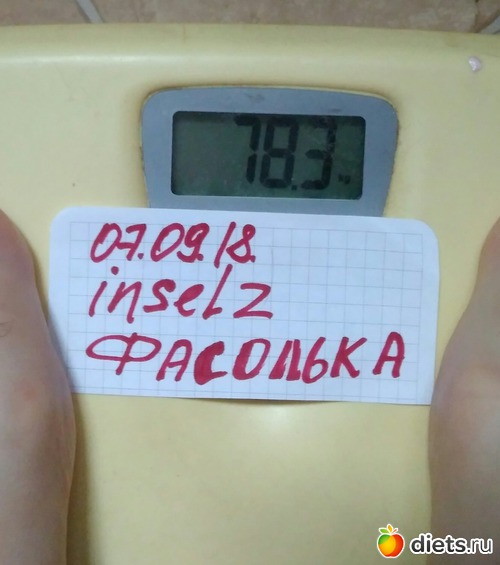 78.3
07.09.18.
inselz
ФАСОЛЬКА
diets.ru